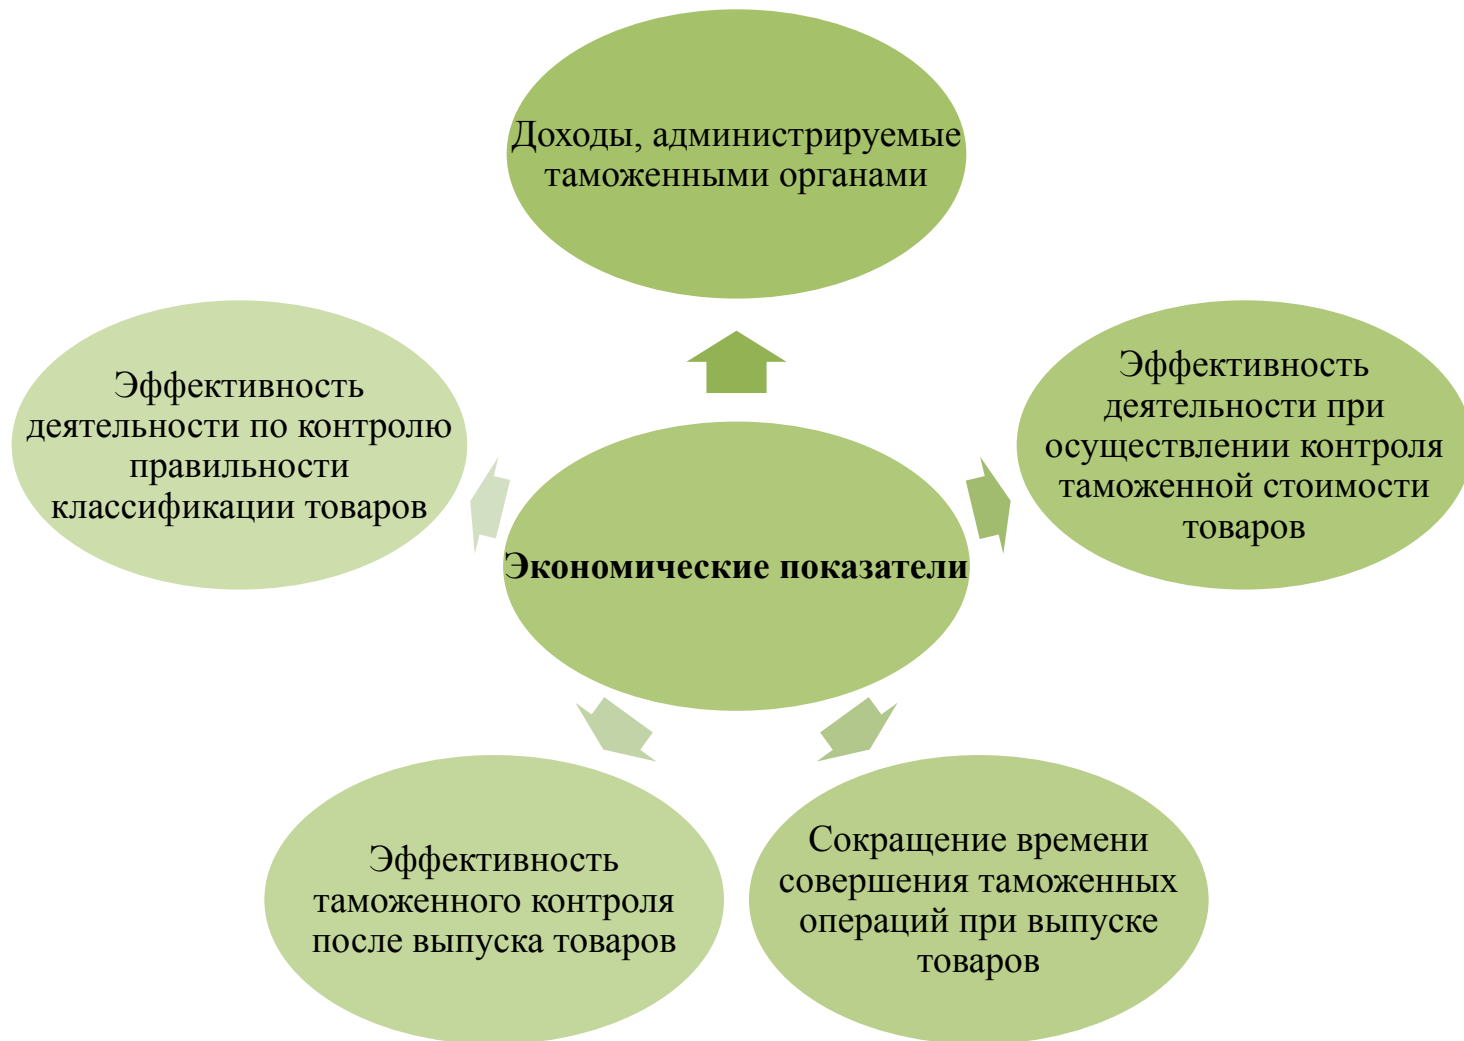 Доходы, администрируемые
таможенными органами
Эффективность
деятельности по контролю
правильности
классификации товаров
Эффективность
деятельности при
осуществлении контроля
таможенной стоимости
товаров
Экономические показатели
Эффективность
таможенного контроля
после выпуска товаров
Сокращение времени
совершения таможенных
операций при выпуске
товаров